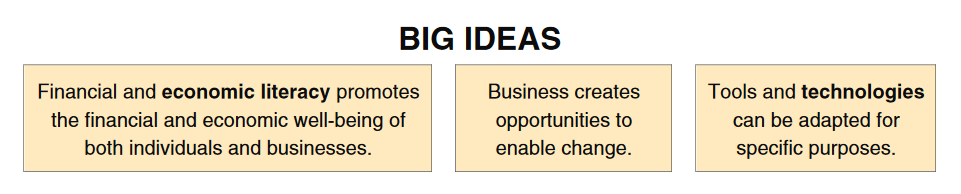 BIG IDEAS
Financial and economic literacy promotes
the financial and economic well-being of
both individuals and businesses.
Business creates
opportunities to
enable change.
Tools and technologies
can be adapted for
specific purposes.